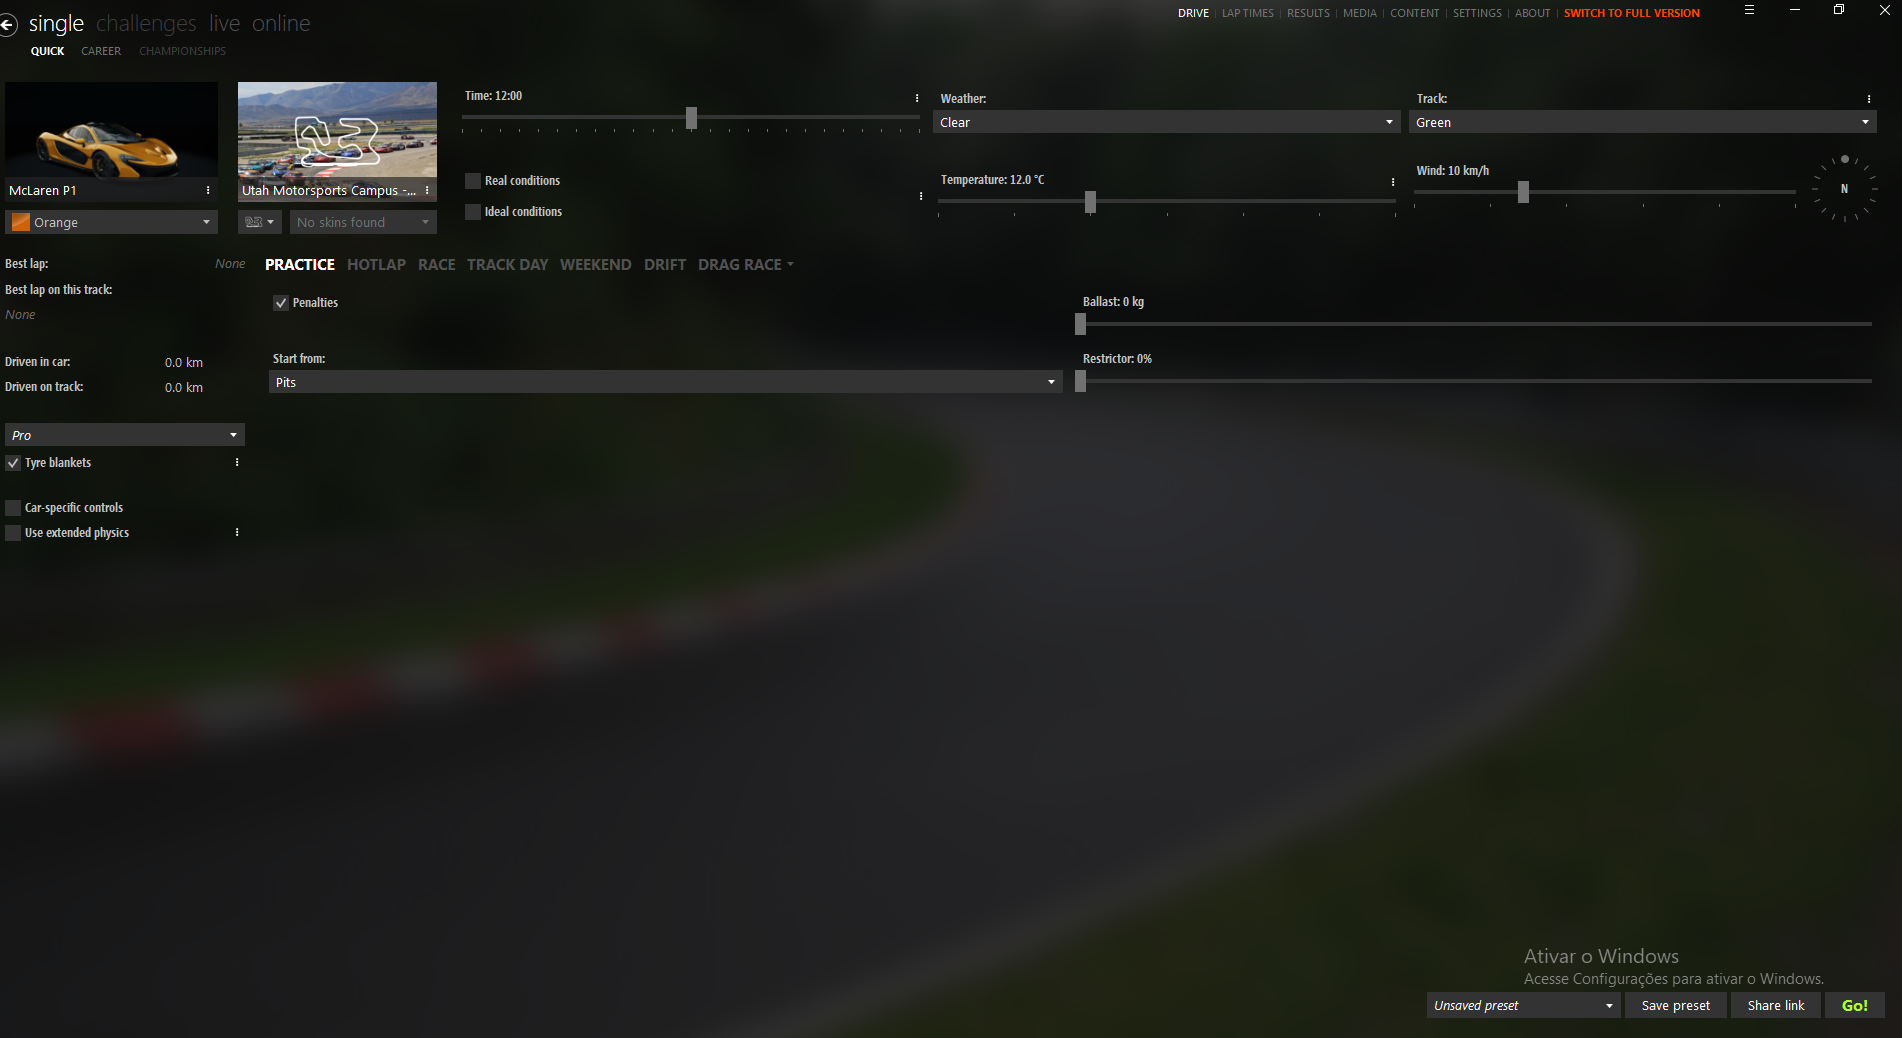 single challenges live online
DRIVE LAP TIMES RESULTS MEDIA CONTENT SETTINGS ABOUT SWITCH TO FULL VERSION
QUICK CAREER CHAMPIONSHIPS
McLaren P1
Orange
Utah Motorsports Campus -...
No skins found
Time: 12:00
Real conditions
Ideal conditions
Weather:
Clear
Temperature: 12.0 °C
Track:
Green
Wind: 10 km/h
N
Best lap: None
Best lap on this track:
None
Driven in car: 0.0 km
Driven on track: 0.0 km
Pro
Tyre blankets
Car-specific controls
Use extended physics
PRACTICE HOTLAP RACE TRACK DAY WEEKEND DRIFT DRAG RACE
Penalties
Start from:
Pits
Ballast: 0 kg
Restrictor: 0%
Ativar o Windows
Acesse Configurações para ativar o Windows.
Unsaved preset Save preset Share link Go!